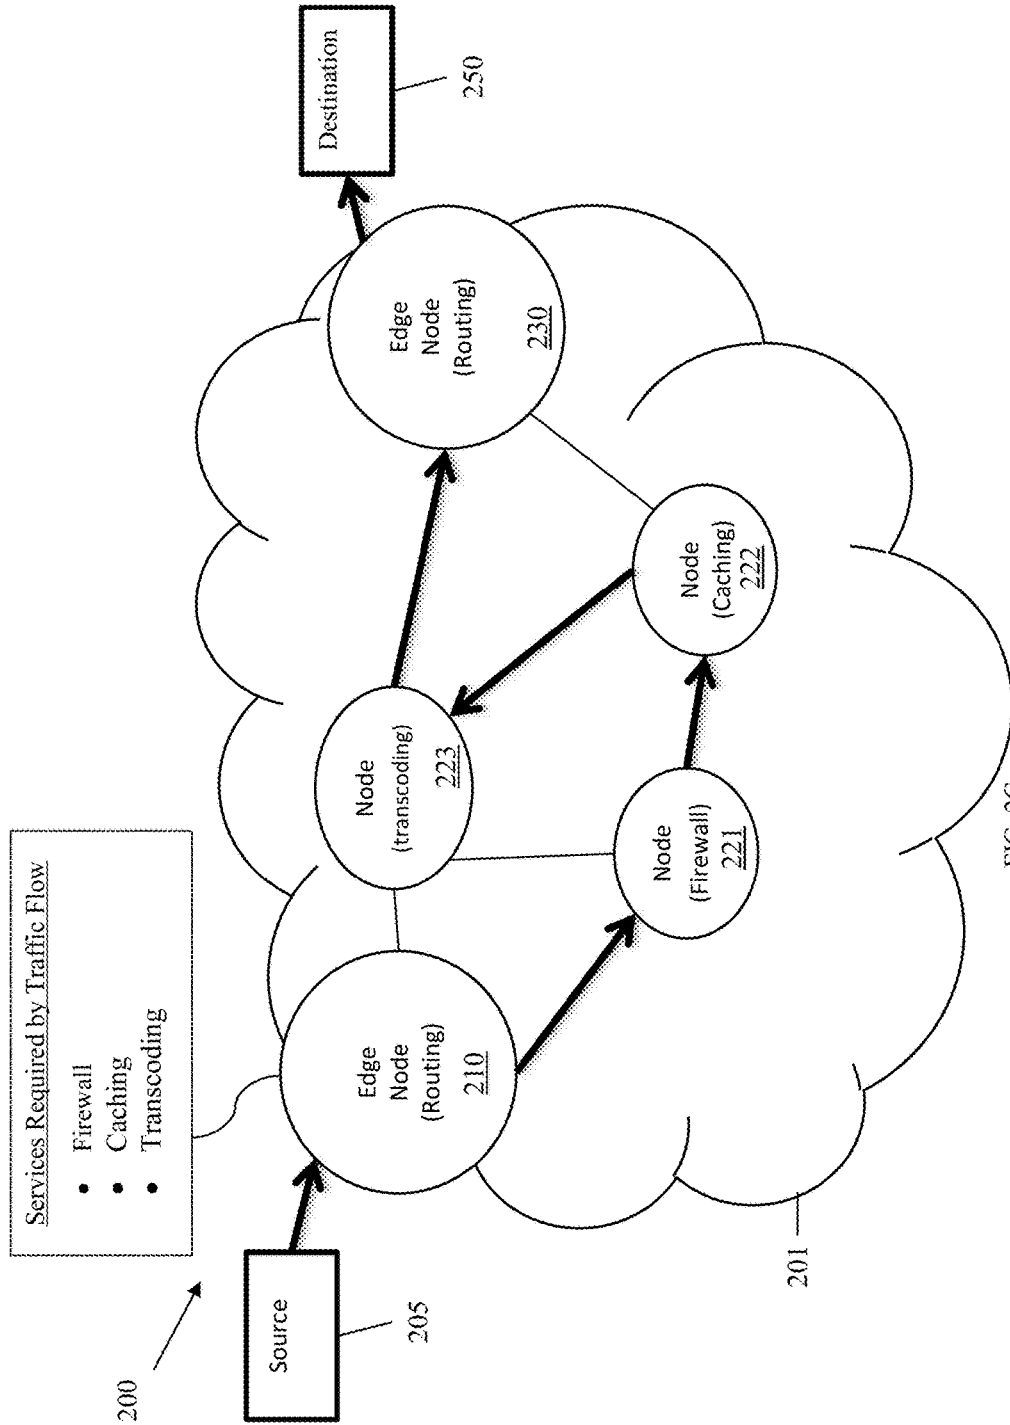 200
Services Required by Traffic Flow
• Firewall
• Caching
• Transcoding
Source
205
Edge
Node
(Routing)
210
Node
(transcoding)
223
Node
(Firewall)
221
Node
(Caching)
222
Edge
Node
(Routing)
230
Destination
250
201